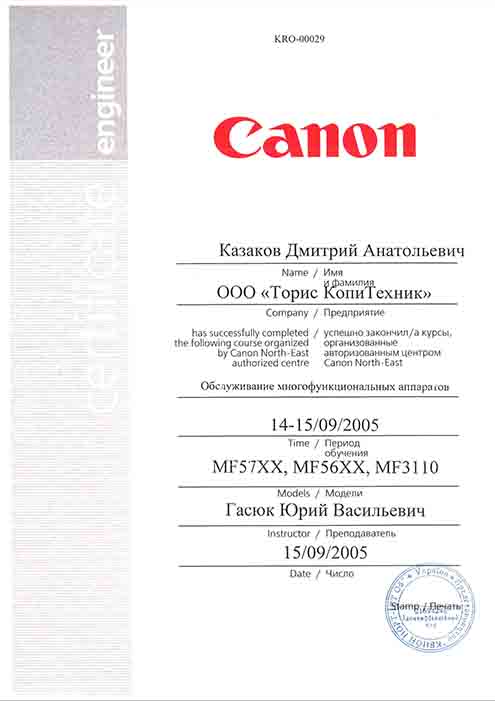 KRO-00029
engineer
certificate
Canon
Казаков Дмитрий Анатольевич
Name / Имя и фамилия
ООО «Торис КопиТехник»
Company / Предприятие
has successfully completed / успешно закончил/а курсы,
the following course organized организованные
by Canon North-East авторизованным центром
authorized centre Canon North-East
Обслуживание многофункциональных аппаратов
14-15/09/2005
Time / Период
обучения
MF57XX, MF56XX, MF3110
Models / Модели
Гасюк Юрий Васильевич
Instructor / Преподаватель
15/09/2005
Date / Число
Stamp / Печать